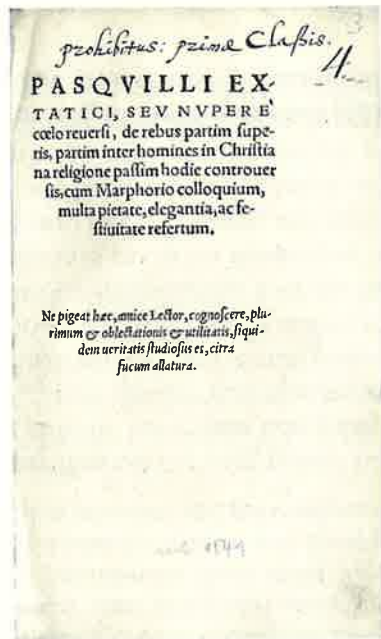 prohibitus: primæ Claßis.
4.
PASQVILLI EX-
TATICI, SEV NVPER È
cœlo reuersi, de rebus partim supe-
ris, partim inter homines in Christia
na religione passim hodie controuer
sis, cum Marphorio colloquium,
multa pietate, elegantia, ac fe-
stiuitate refertum.
Ne pigeat hæc, amice Lector, cognoscere, plu-
rimum & oblectationis & utilitatis, siqui-
dem ueritatis studiosus es, citra
fucum allatura.